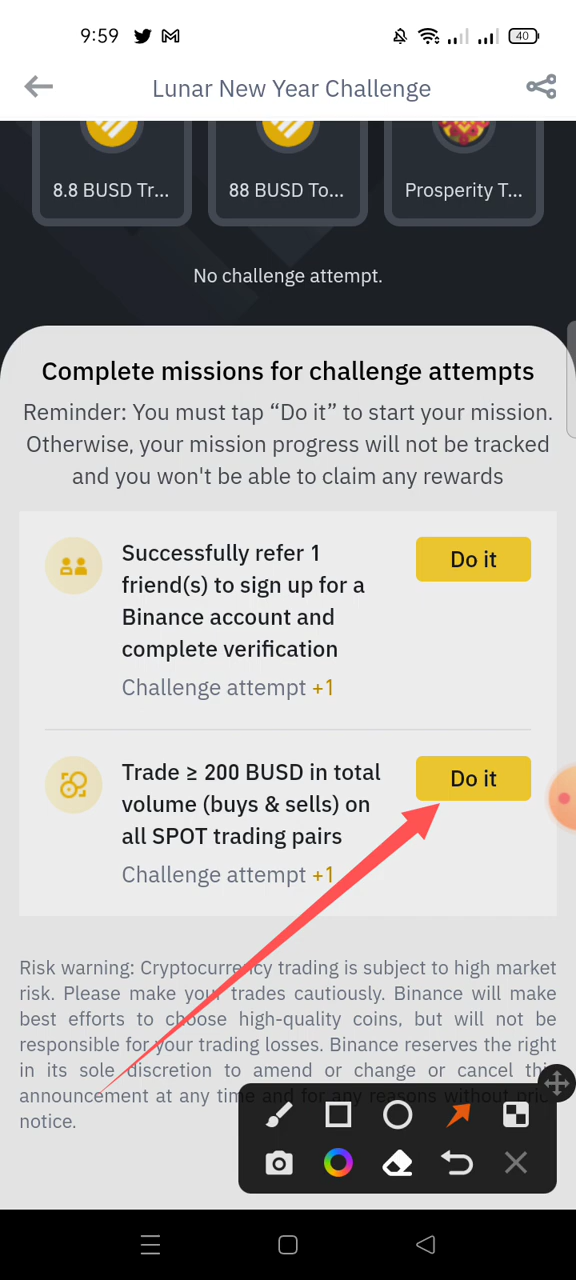 9:59
40
Lunar New Year Challenge
8.8 BUSD Tr...
88 BUSD To...
Prosperity T...
No challenge attempt.
Complete missions for challenge attempts
Reminder: You must tap “Do it” to start your mission.
Otherwise, your mission progress will not be tracked
and you won't be able to claim any rewards
Successfully refer 1
friend(s) to sign up for a
Binance account and
complete verification
Challenge attempt +1
Do it
Trade ≥ 200 BUSD in total
volume (buys & sells) on
all SPOT trading pairs
Challenge attempt +1
Do it
Risk warning: Cryptocurrency trading is subject to high market
risk. Please make your trades cautiously. Binance will make
best efforts to choose high-quality coins, but will not be
responsible for your trading losses. Binance reserves the right
in its sole discretion to amend or change or cancel this
announcement at any time and for any reasons without prior
notice.